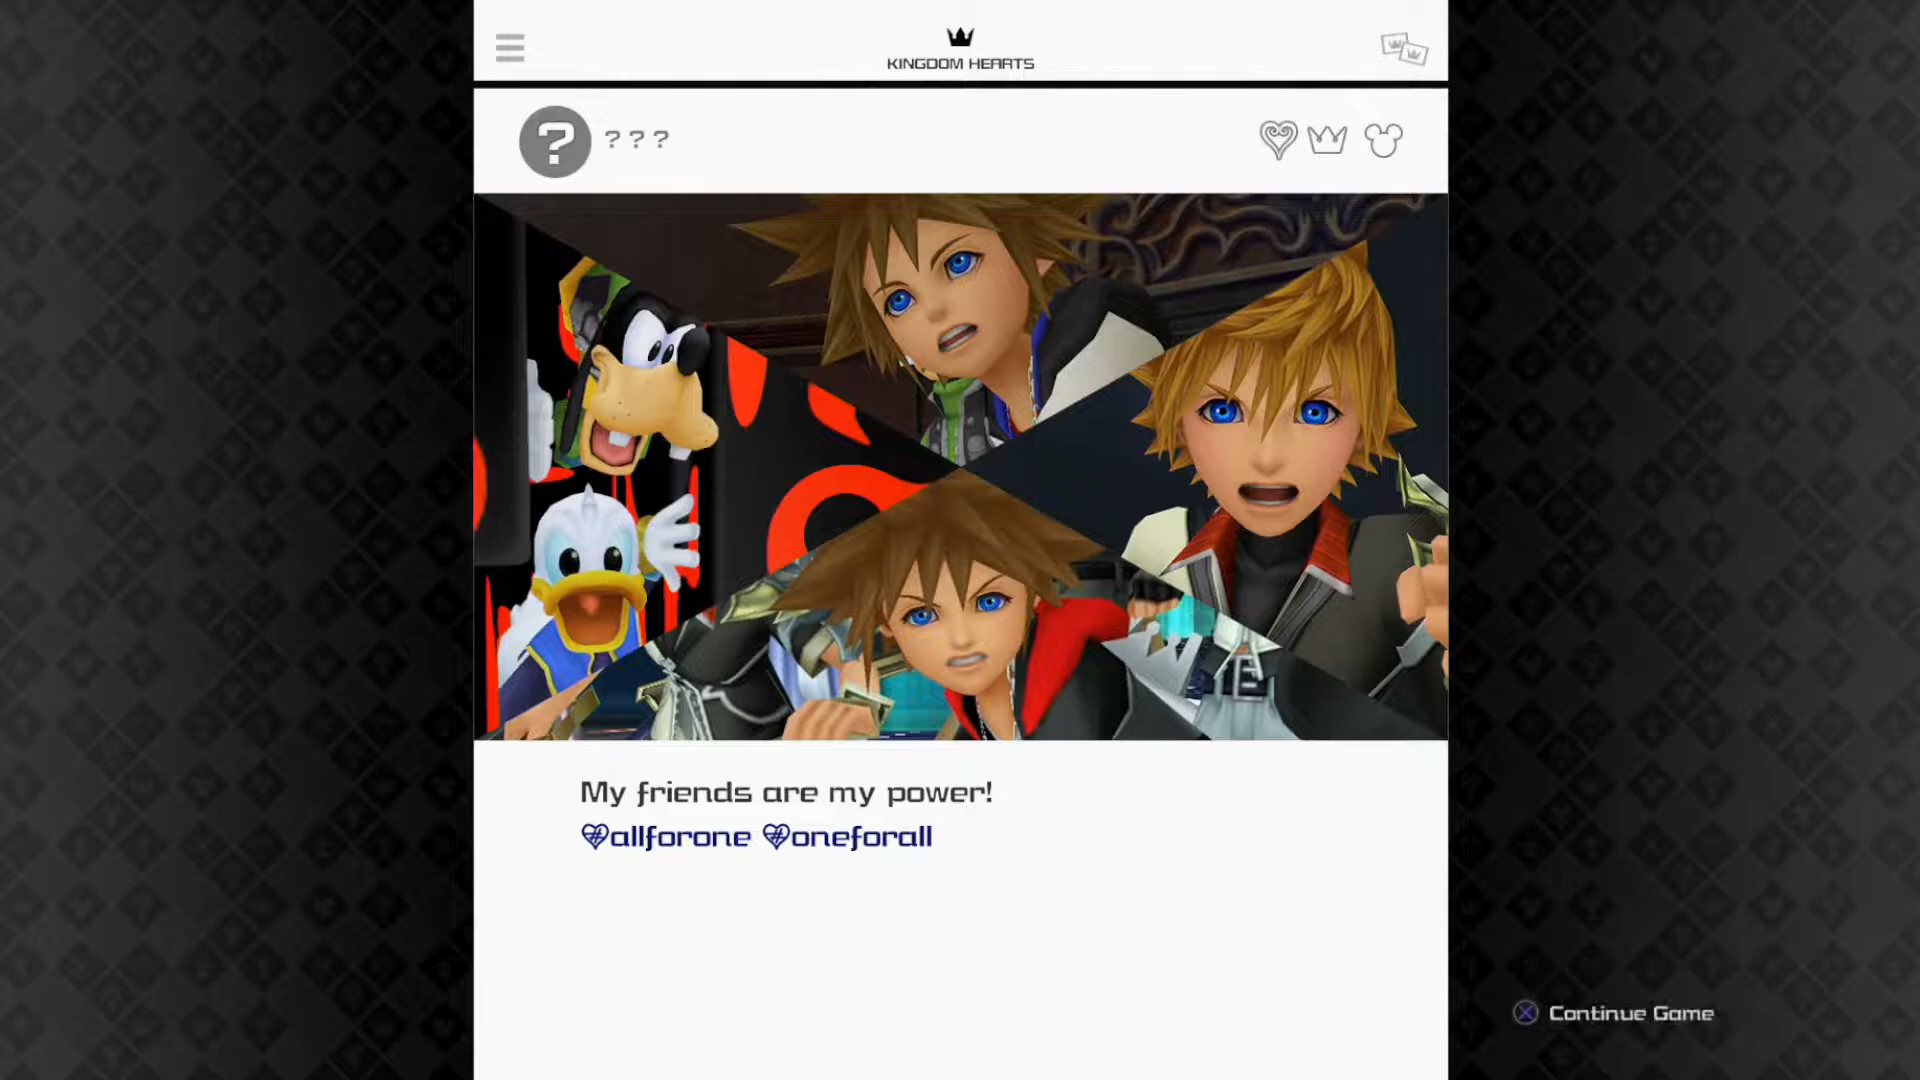 KINGDOM HEARTS
?
? ? ?
My friends are my power!
#allforone #oneforall
Continue Game